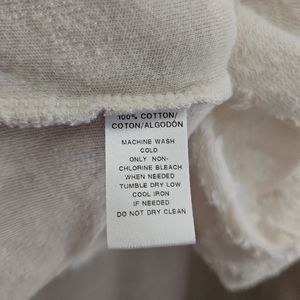 100% COTTON/
COTON/ALGODÓN
MACHINE WASH
COLD
ONLY NON-
CHLORINE BLEACH
WHEN NEEDED
TUMBLE DRY LOW
COOL IRON
IF NEEDED
DO NOT DRY CLEAN